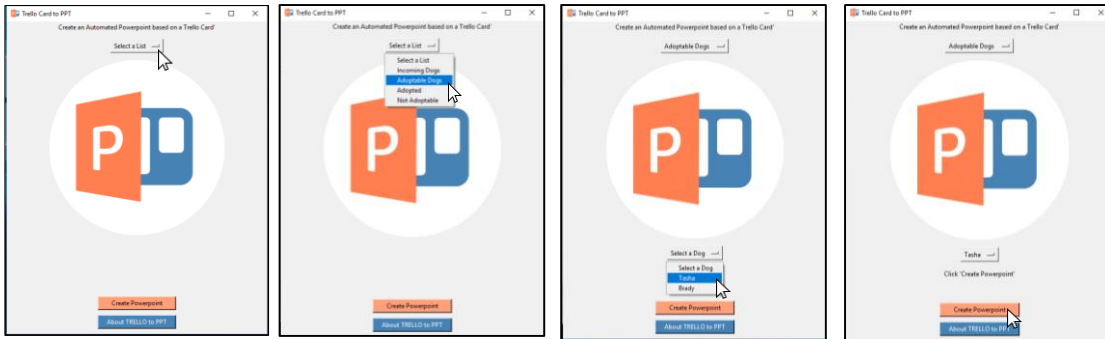 Trello Card to PPT
Create an Automated Powerpoint based on a Trello Card'
Select a List
P
Create Powerpoint
About TRELLO to PPT
Trello Card to PPT
Create an Automated Powerpoint based on a Trello Card'
Select a List
Select a List
Incoming Dogs
Adoptable Dogs
Adopted
Not Adoptable
P
Create Powerpoint
About TRELLO to PPT
Trello Card to PPT
Create an Automated Powerpoint based on a Trello Card'
Adoptable Dogs
P
Select a Dog
Select a Dog
Tasha
Brady
Create Powerpoint
About TRELLO to PPT
Trello Card to PPT
Create an Automated Powerpoint based on a Trello Card'
Adoptable Dogs
P
Tasha
Click 'Create Powerpoint'
Create Powerpoint
About TRELLO to PPT